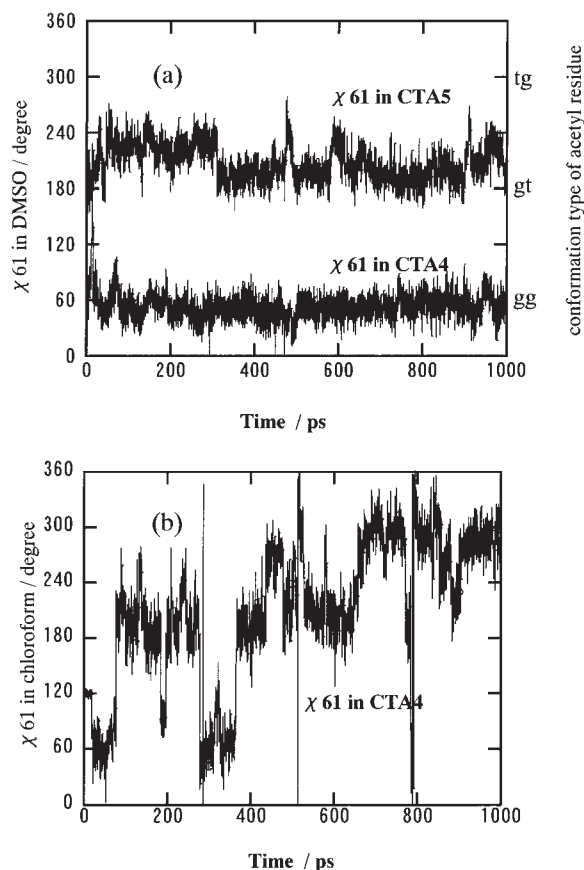 (a)
χ 61 in CTA5
χ 61 in CTA4
360
300
240
180
120
60
0
χ 61 in DMSO / degree
tg
gt
gg
conformation type of acetyl residue
0 200 400 600 800 1000
Time / ps
(b)
χ 61 in CTA4
360
300
240
180
120
60
0
χ 61 in chloroform / degree
0 200 400 600 800 1000
Time / ps